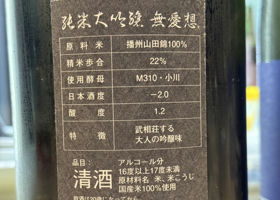 純米大吟醸 無憂想
原料米 播州山田錦100%
精米歩合 22%
使用酵母 M310・小川
日本酒度 −2.0
酸度 1.2
特徴 武相荘する
大人の吟醸味
品目:
清酒
アルコール分
16度以上17度未満
原材料名 米、米こうじ
国産米100%使用